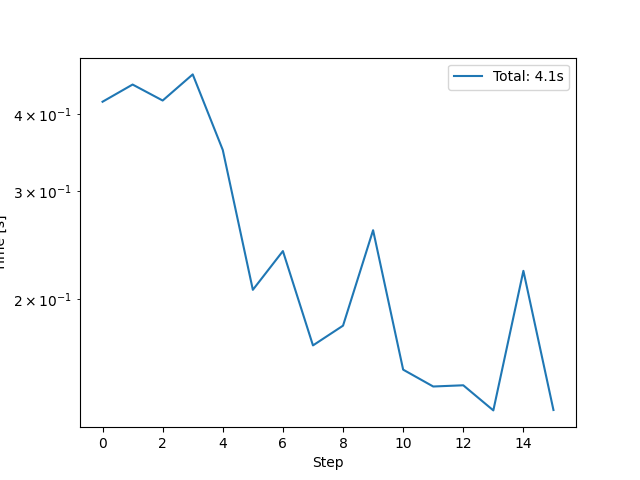 Total: 4.1s
4 × 10⁻¹
3 × 10⁻¹
2 × 10⁻¹
Time [s]
0 2 4 6 8 10 12 14
Step